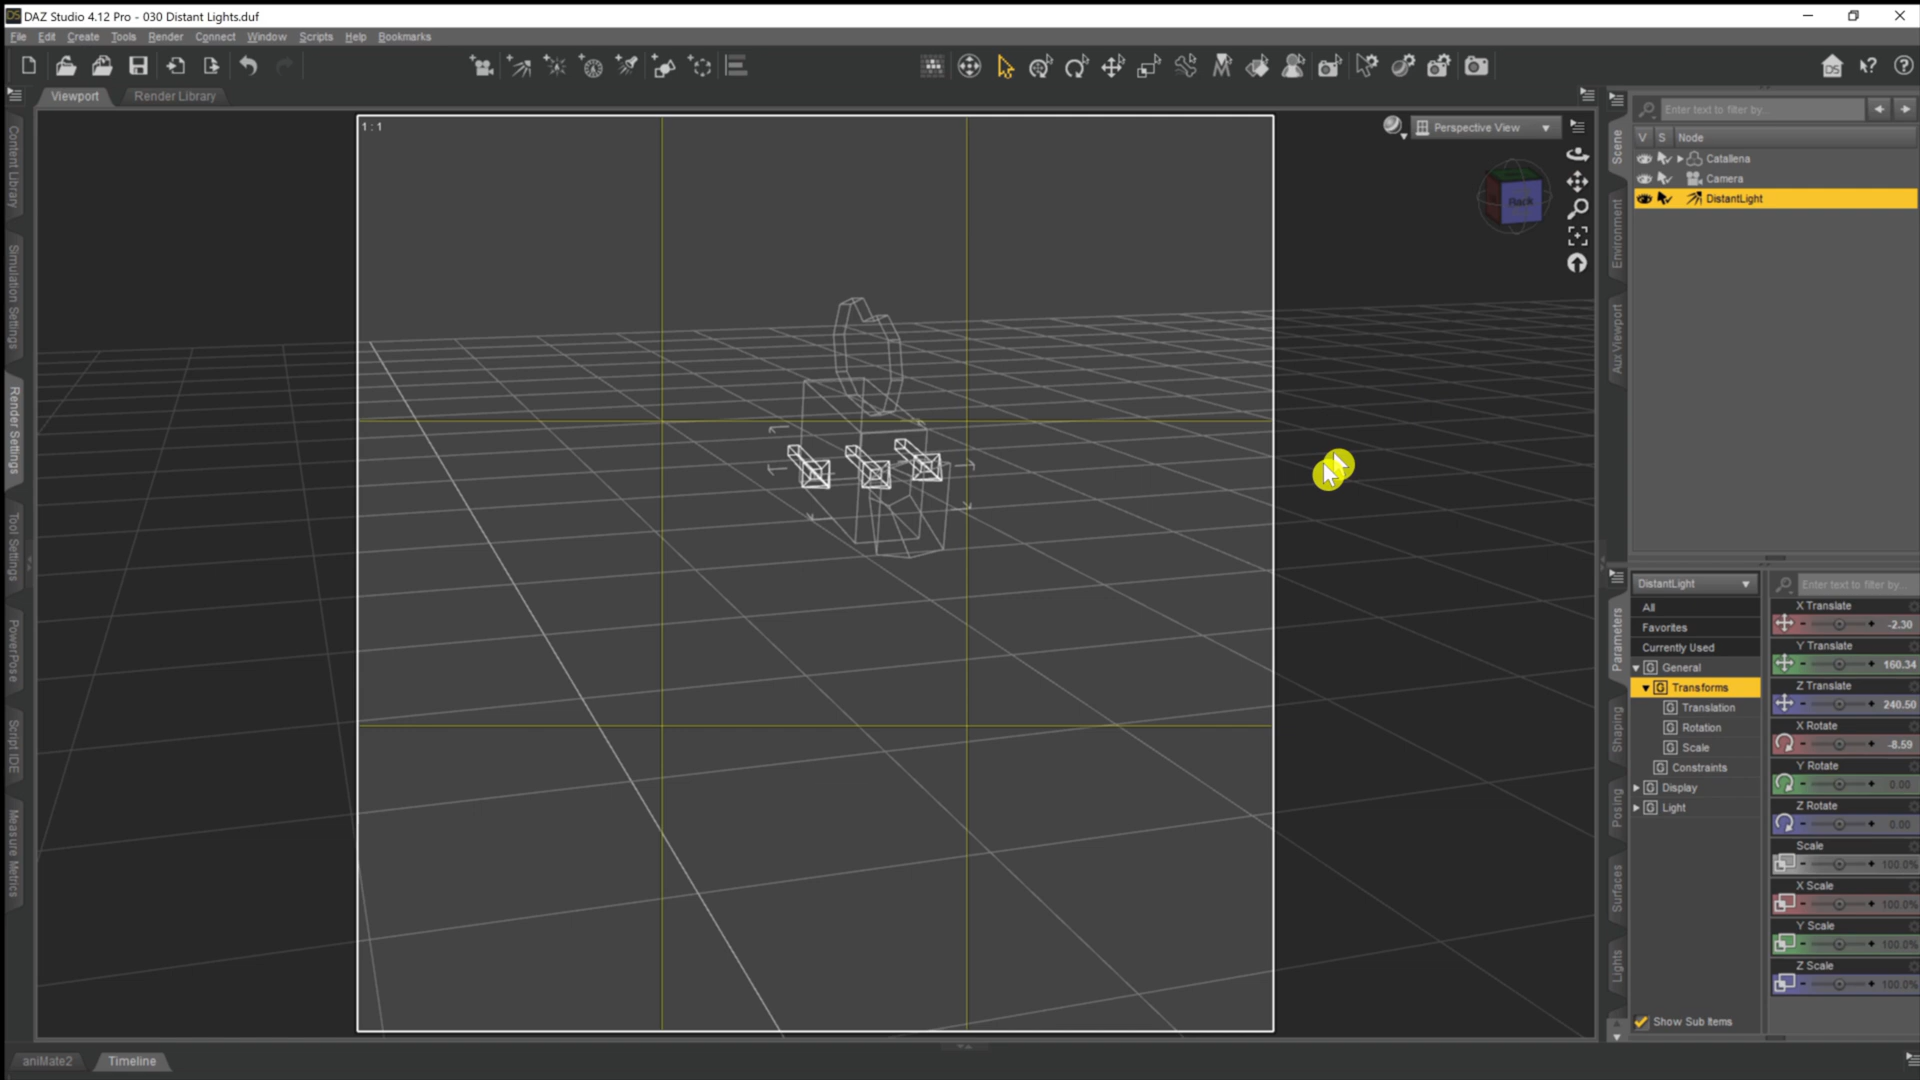 DAZ Studio 4.12 Pro - 030 Distant Lights.duf
File Edit Create Tools Render Connect Window Scripts Help Bookmarks
Viewport Render Library
1 : 1
Perspective View
Back
Content Library
Simulation Settings
Render Settings
Tool Settings
PowerPose
Script IDE
Measure Metrics
Scene
Environment
Aux Viewport
Enter text to filter by...
V S Node
Catallena
Camera
DistantLight
Parameters
Shaping
Posing
Surfaces
Lights
DistantLight
All
Favorites
Currently Used
General
Transforms
Translation
Rotation
Scale
Constraints
Display
Light
Show Sub Items
Enter text to filter by...
X Translate
-2.30
Y Translate
160.34
Z Translate
240.50
X Rotate
-8.59
Y Rotate
0.00
Z Rotate
0.00
Scale
100.0%
X Scale
100.0%
Y Scale
100.0%
Z Scale
100.0%
aniMate2 Timeline